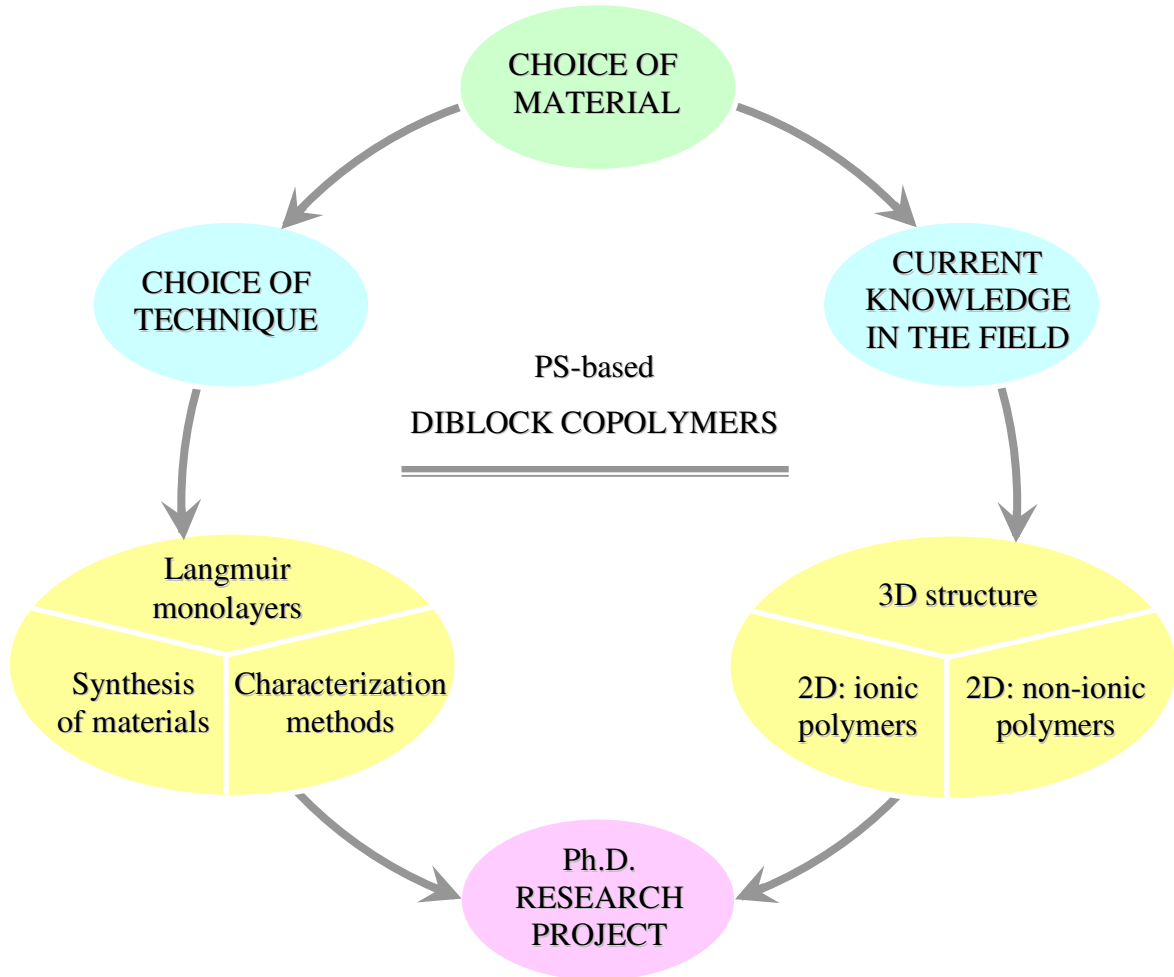 CHOICE OF
MATERIAL
CHOICE OF
TECHNIQUE
CURRENT
KNOWLEDGE
IN THE FIELD
PS-based
DIBLOCK COPOLYMERS
Langmuir
monolayers
Synthesis
of materials
Characterization
methods
3D structure
2D: ionic
polymers
2D: non-ionic
polymers
Ph.D.
RESEARCH
PROJECT